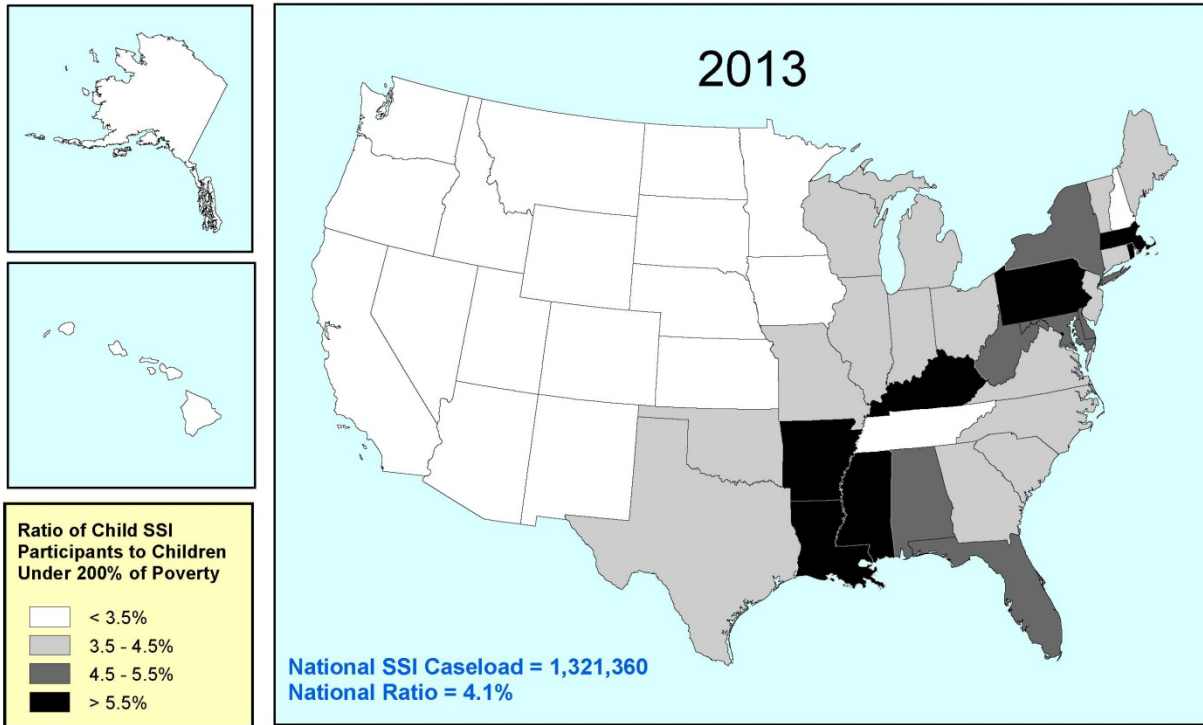 2013
Ratio of Child SSI
Participants to Children
Under 200% of Poverty
< 3.5%
3.5 - 4.5%
4.5 - 5.5%
> 5.5%
National SSI Caseload = 1,321,360
National Ratio = 4.1%